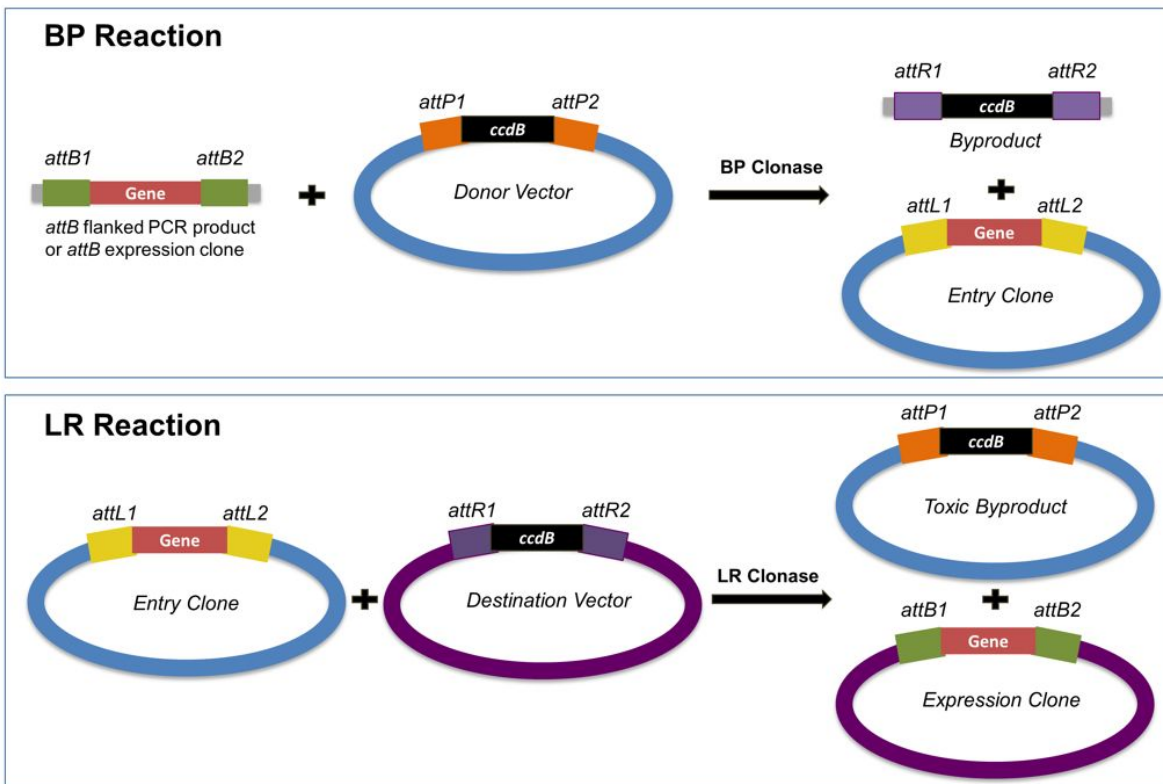 BP Reaction
attB1
attB2
Gene
attB flanked PCR product
or attB expression clone
attP1
attP2
ccdB
Donor Vector
BP Clonase
attR1
attR2
ccdB
Byproduct
attL1
attL2
Gene
Entry Clone
LR Reaction
attL1
attL2
Gene
Entry Clone
attR1
attR2
ccdB
Destination Vector
LR Clonase
attP1
attP2
ccdB
Toxic Byproduct
attB1
attB2
Gene
Expression Clone